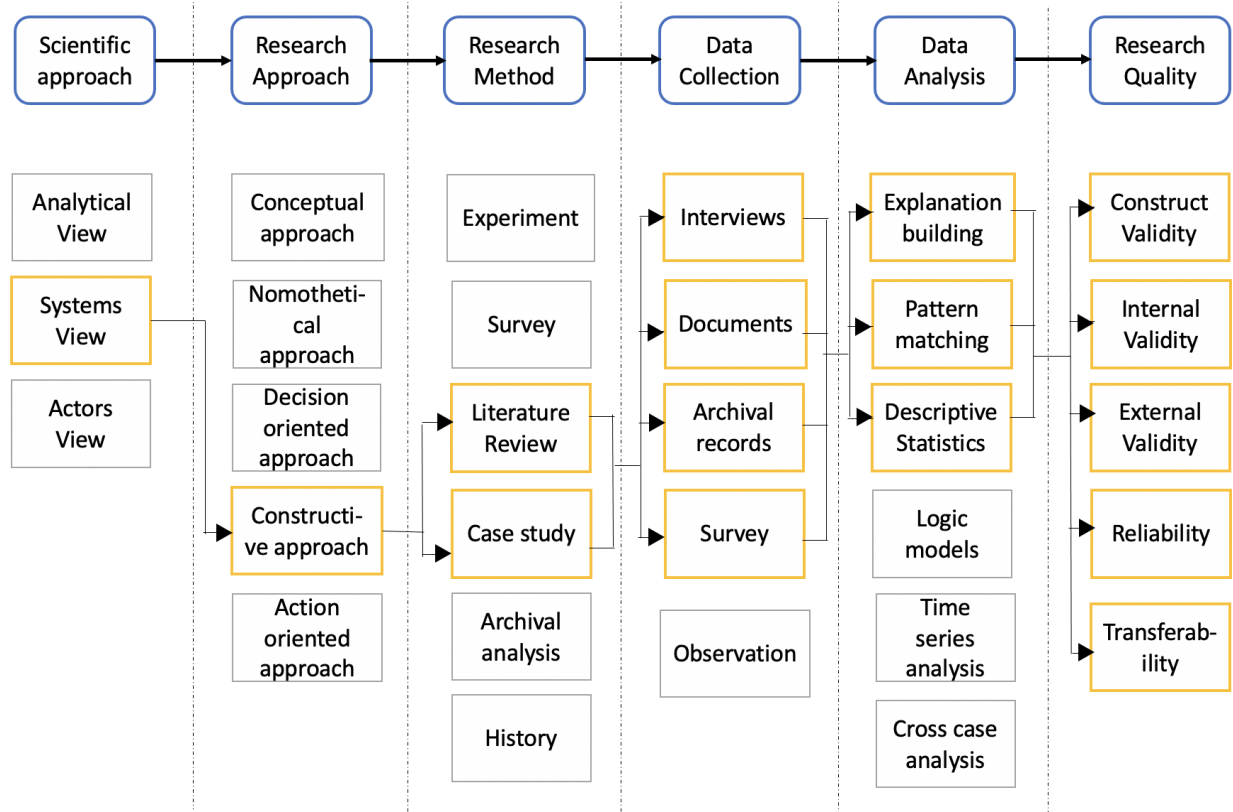 Scientific
approach
Research
Approach
Research
Method
Data
Collection
Data
Analysis
Research
Quality
Analytical
View
Systems
View
Actors
View
Conceptual
approach
Nomotheti-
cal
approach
Decision
oriented
approach
Constructi-
ve approach
Action
oriented
approach
Experiment
Survey
Literature
Review
Case study
Archival
analysis
History
Interviews
Documents
Archival
records
Survey
Observation
Explanation
building
Pattern
matching
Descriptive
Statistics
Logic
models
Time
series
analysis
Cross case
analysis
Construct
Validity
Internal
Validity
External
Validity
Reliability
Transferab-
ility